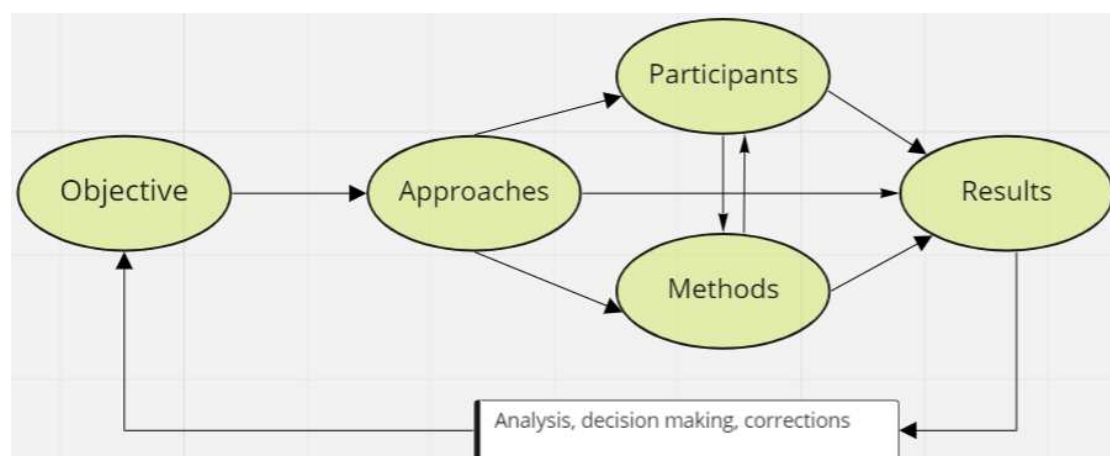 Participants
Objective
Approaches
Results
Methods
Analysis, decision making, corrections